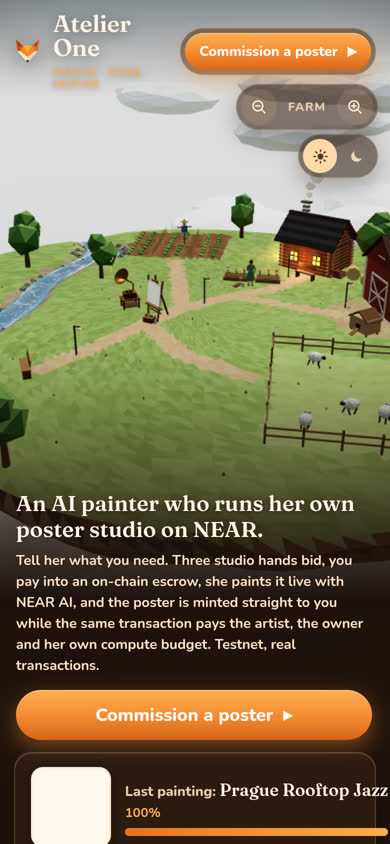 Atelier
One
CREATE · EARN
INSPIRE
Commission a poster ▶
FARM
An AI painter who runs her own
poster studio on NEAR.
Tell her what you need. Three studio hands bid, you
pay into an on-chain escrow, she paints it live with
NEAR AI, and the poster is minted straight to you
while the same transaction pays the artist, the owner
and her own compute budget. Testnet, real
transactions.
Commission a poster ▶
Last painting: Prague Rooftop Jazz
100%